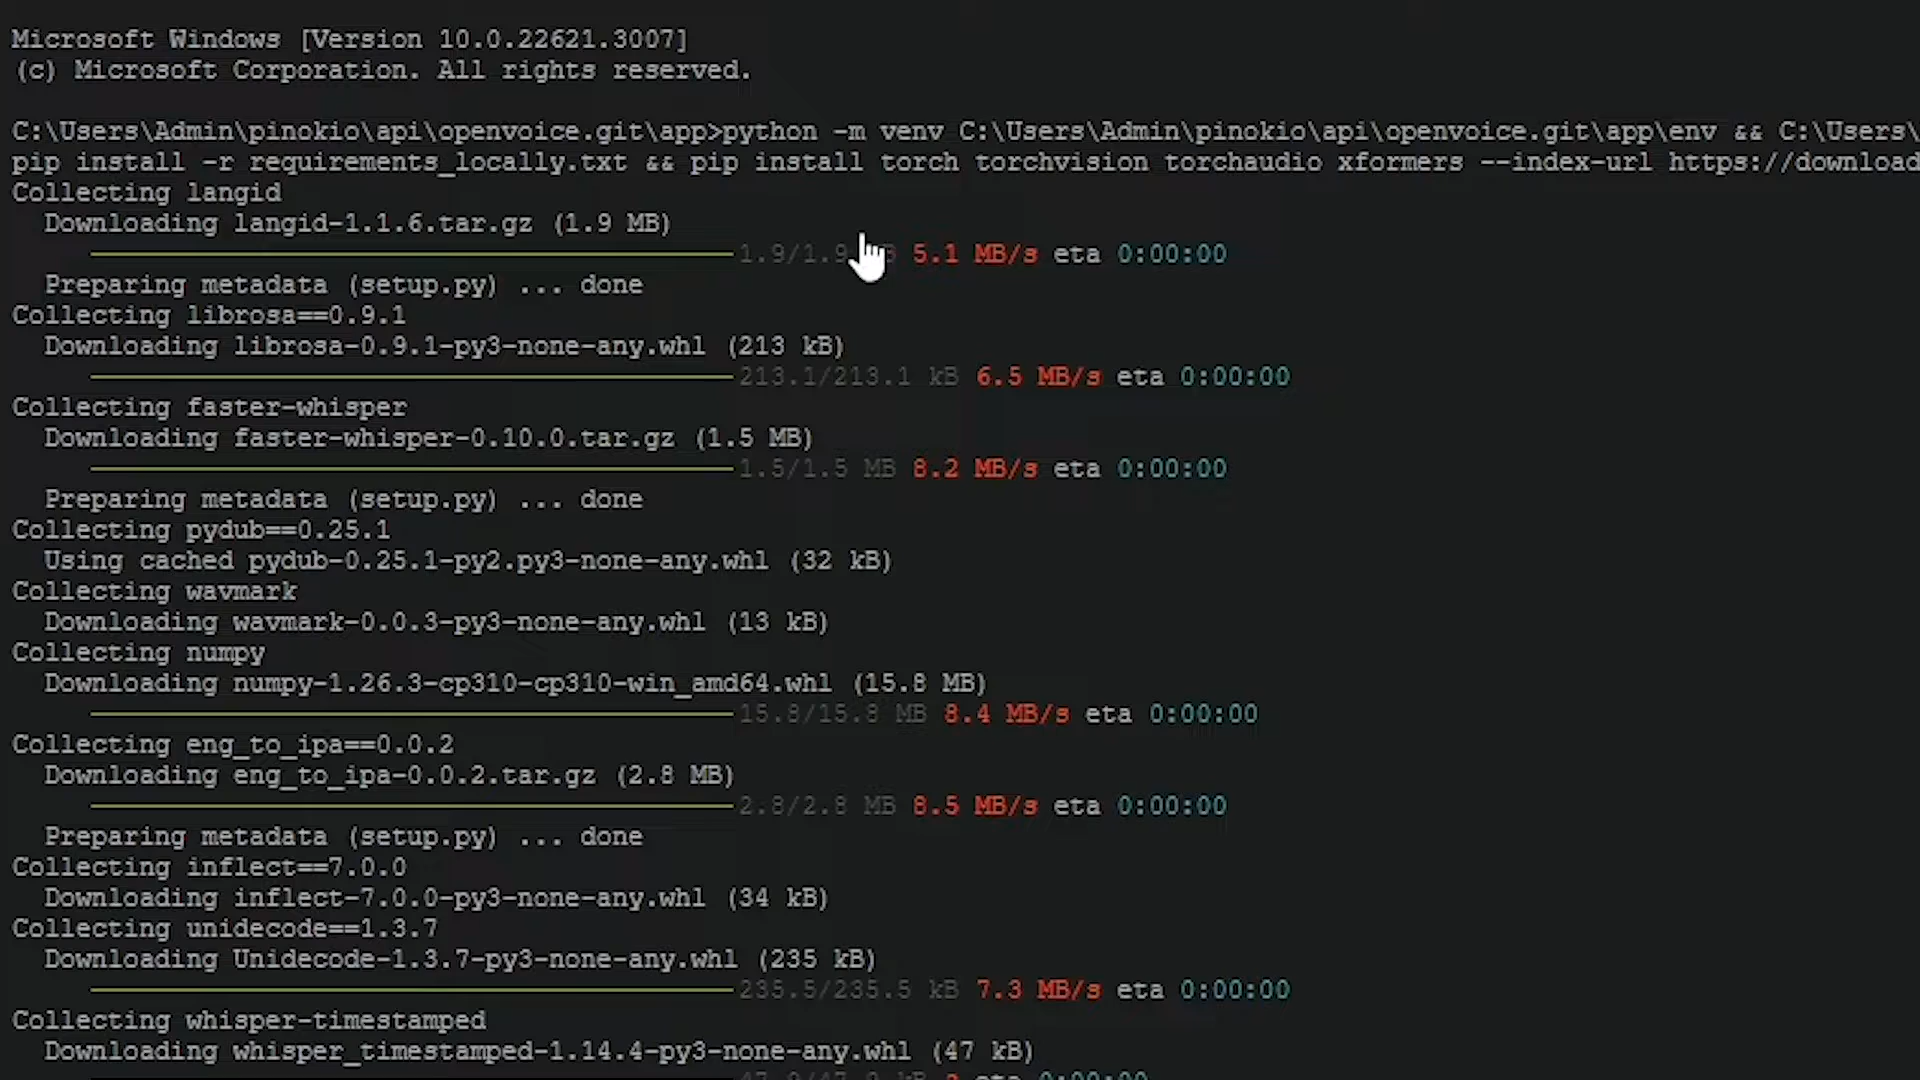 Microsoft Windows [Version 10.0.22621.3007]
(c) Microsoft Corporation. All rights reserved.
C:\Users\Admin\pinokio\api\openvoice.git\app>python -m venv C:\Users\Admin\pinokio\api\openvoice.git\app\env && C:\Users\
pip install -r requirements_locally.txt && pip install torch torchvision torchaudio xformers --index-url https://download
Collecting langid
Downloading langid-1.1.6.tar.gz (1.9 MB)
1.9/1.9 5.1 MB/s eta 0:00:00
Preparing metadata (setup.py) ... done
Collecting librosa==0.9.1
Downloading librosa-0.9.1-py3-none-any.whl (213 kB)
213.1/213.1 kB 6.5 MB/s eta 0:00:00
Collecting faster-whisper
Downloading faster-whisper-0.10.0.tar.gz (1.5 MB)
1.5/1.5 MB 8.2 MB/s eta 0:00:00
Preparing metadata (setup.py) ... done
Collecting pydub==0.25.1
Using cached pydub-0.25.1-py2.py3-none-any.whl (32 kB)
Collecting wavmark
Downloading wavmark-0.0.3-py3-none-any.whl (13 kB)
Collecting numpy
Downloading numpy-1.26.3-cp310-cp310-win_amd64.whl (15.8 MB)
15.8/15.8 MB 8.4 MB/s eta 0:00:00
Collecting eng_to_ipa==0.0.2
Downloading eng_to_ipa-0.0.2.tar.gz (2.8 MB)
2.8/2.8 MB 8.5 MB/s eta 0:00:00
Preparing metadata (setup.py) ... done
Collecting inflect==7.0.0
Downloading inflect-7.0.0-py3-none-any.whl (34 kB)
Collecting unidecode==1.3.7
Downloading Unidecode-1.3.7-py3-none-any.whl (235 kB)
235.5/235.5 kB 7.3 MB/s eta 0:00:00
Collecting whisper-timestamped
Downloading whisper_timestamped-1.14.4-py3-none-any.whl (47 kB)